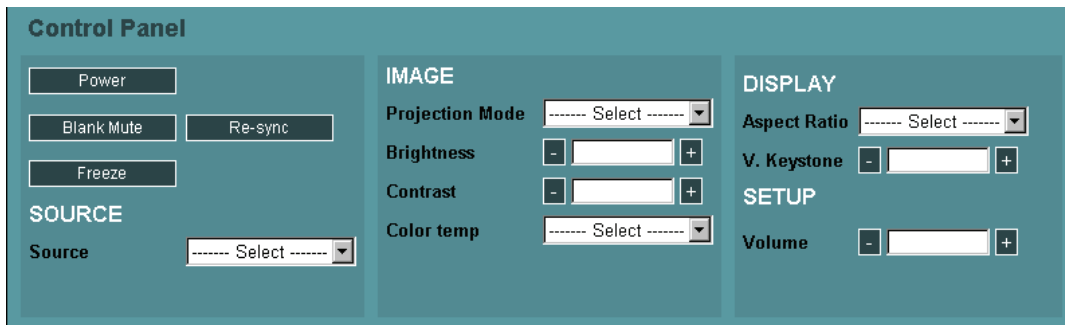 Control Panel
Power
Blank Mute
Re-sync
Freeze
SOURCE
Source ------- Select -------
IMAGE
Projection Mode ------- Select -------
Brightness - +
Contrast - +
Color temp ------- Select -------
DISPLAY
Aspect Ratio ------- Select -------
V. Keystone - +
SETUP
Volume - +